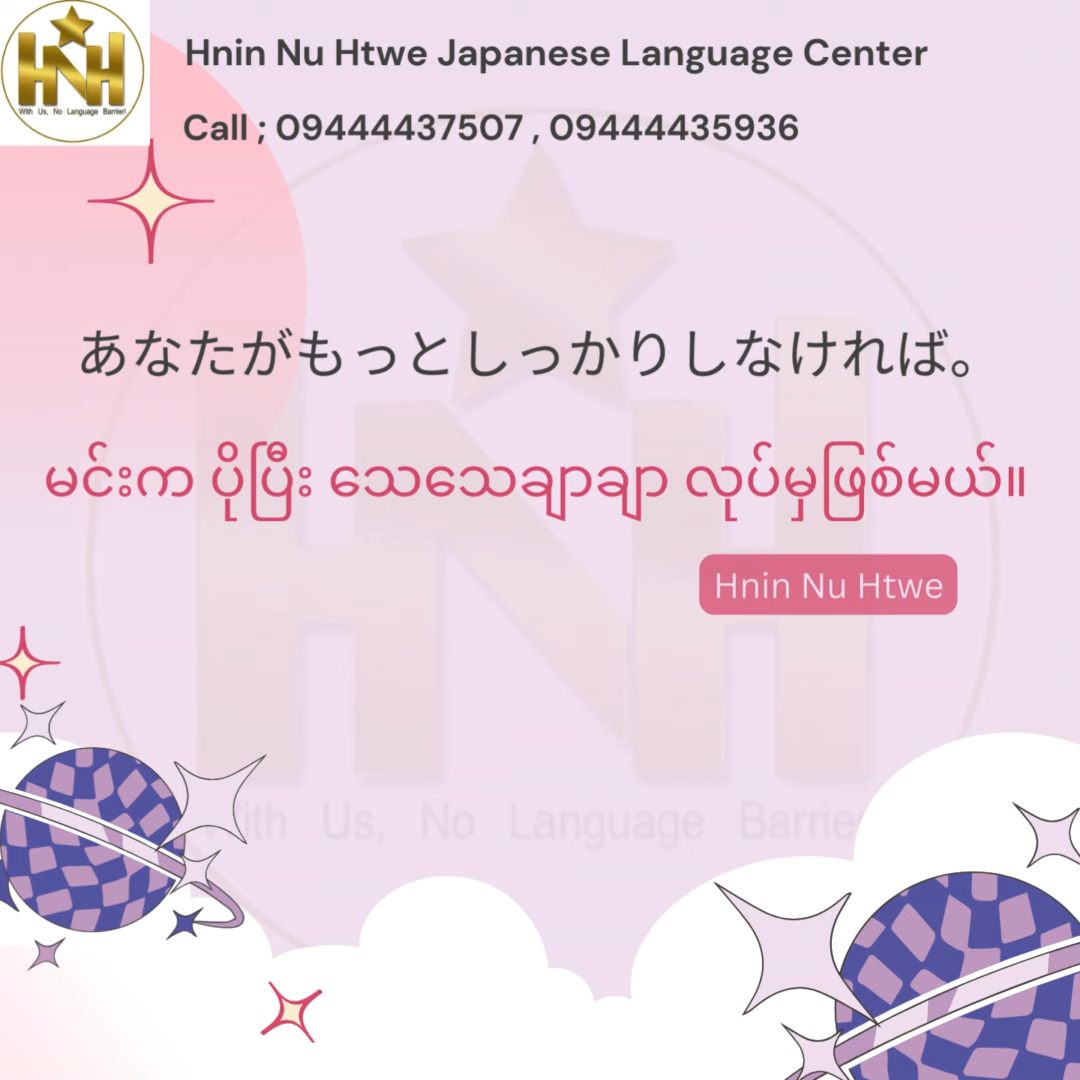 HNH
With Us, No Language Barrier!
Hnin Nu Htwe Japanese Language Center
Call ; 09444437507 , 09444435936
あなたがもっとしっかりしなければ。
မင်းက ပိုပြီး သေသေချာချာ လုပ်မှဖြစ်မယ်။
Hnin Nu Htwe
HNH
With Us, No Language Barrier